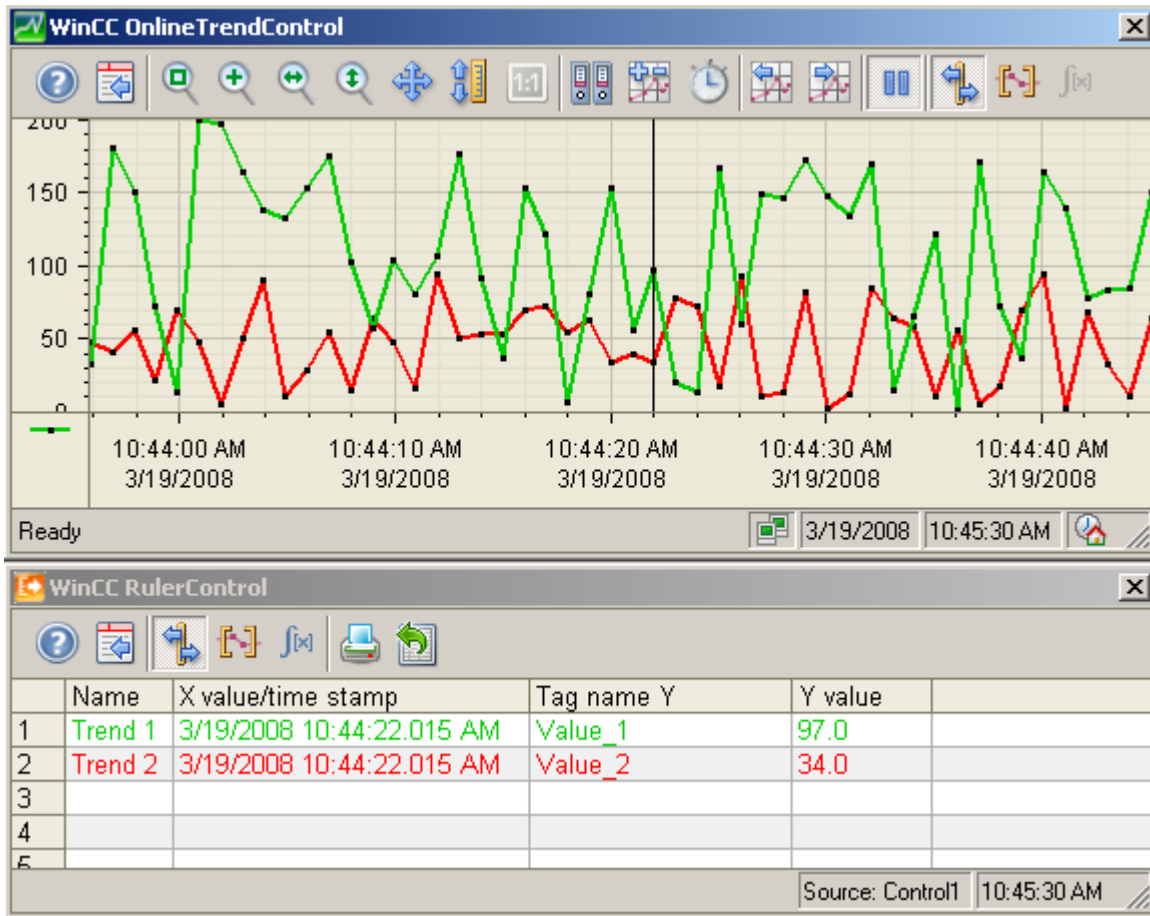 WinCC OnlineTrendControl
1:1
200
150
100
50
0
10:44:00 AM 10:44:10 AM 10:44:20 AM 10:44:30 AM 10:44:40 AM
3/19/2008 3/19/2008 3/19/2008 3/19/2008 3/19/2008
Ready 3/19/2008 10:45:30 AM
WinCC RulerControl
Name X value/time stamp Tag name Y Y value
1 Trend 1 3/19/2008 10:44:22.015 AM Value_1 97.0
2 Trend 2 3/19/2008 10:44:22.015 AM Value_2 34.0
3
4
5
Source: Control1 10:45:30 AM